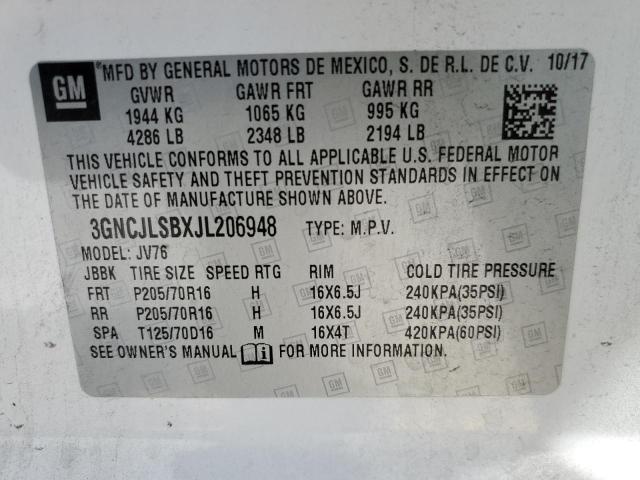 GM
®MFD BY GENERAL MOTORS DE MEXICO, S. DE R.L. DE C.V. 10/17
GVWR GAWR FRT GAWR RR
1944 KG 1065 KG 995 KG
4286 LB 2348 LB 2194 LB
THIS VEHICLE CONFORMS TO ALL APPLICABLE U.S. FEDERAL MOTOR
VEHICLE SAFETY AND THEFT PREVENTION STANDARDS IN EFFECT ON
THE DATE OF MANUFACTURE SHOWN ABOVE.
3GNCJLSBXJL206948 TYPE: M.P.V.
MODEL: JV76
JBBK TIRE SIZE SPEED RTG RIM COLD TIRE PRESSURE
FRT P205/70R16 H 16X6.5J 240KPA(35PSI)
RR P205/70R16 H 16X6.5J 240KPA(35PSI)
SPA T125/70D16 M 16X4T 420KPA(60PSI)
SEE OWNER'S MANUAL FOR MORE INFORMATION.